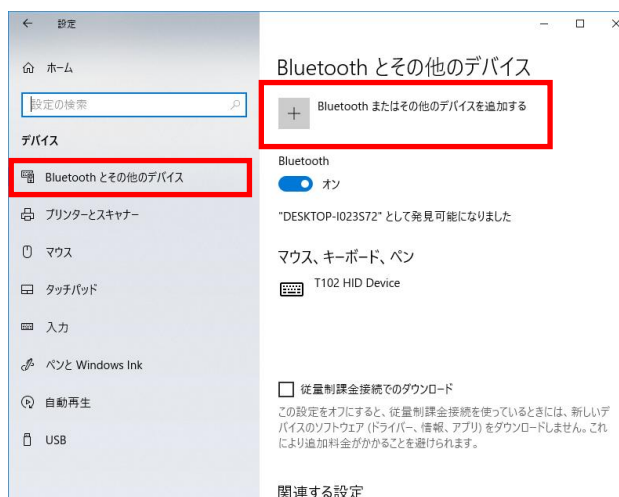 設定
ホーム
設定の検索
デバイス
Bluetooth とその他のデバイス
プリンターとスキャナー
マウス
タッチパッド
入力
ペンと Windows Ink
自動再生
USB
Bluetooth とその他のデバイス
Bluetooth またはその他のデバイスを追加する
Bluetooth
オン
"DESKTOP-I023S72" として発見可能になりました
マウス、キーボード、ペン
T102 HID Device
従量制課金接続でのダウンロード
この設定をオフにすると、従量制課金接続を使っているときには、新しいデ
バイスのソフトウェア (ドライバー、情報、アプリ) をダウンロードしません。これ
により追加料金がかかることを避けられます。
関連する設定